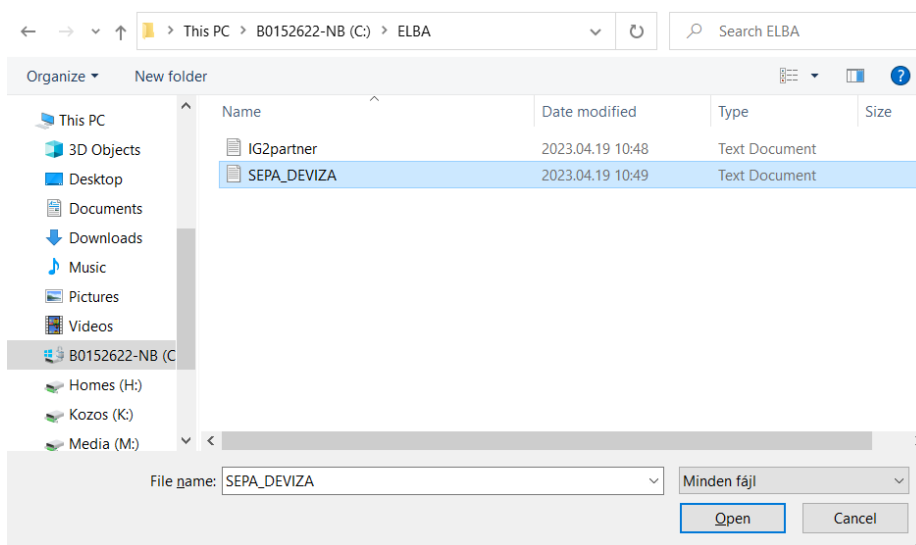 This PC > B0152622-NB (C:) > ELBA
Search ELBA
Organize
New folder
Name
Date modified
Type
Size
This PC
3D Objects
Desktop
Documents
Downloads
Music
Pictures
Videos
B0152622-NB (C
Homes (H:)
Kozos (K:)
Media (M:)
IG2partner 2023.04.19 10:48 Text Document
SEPA_DEVIZA 2023.04.19 10:49 Text Document
File name: SEPA_DEVIZA
Minden fájl
Open
Cancel